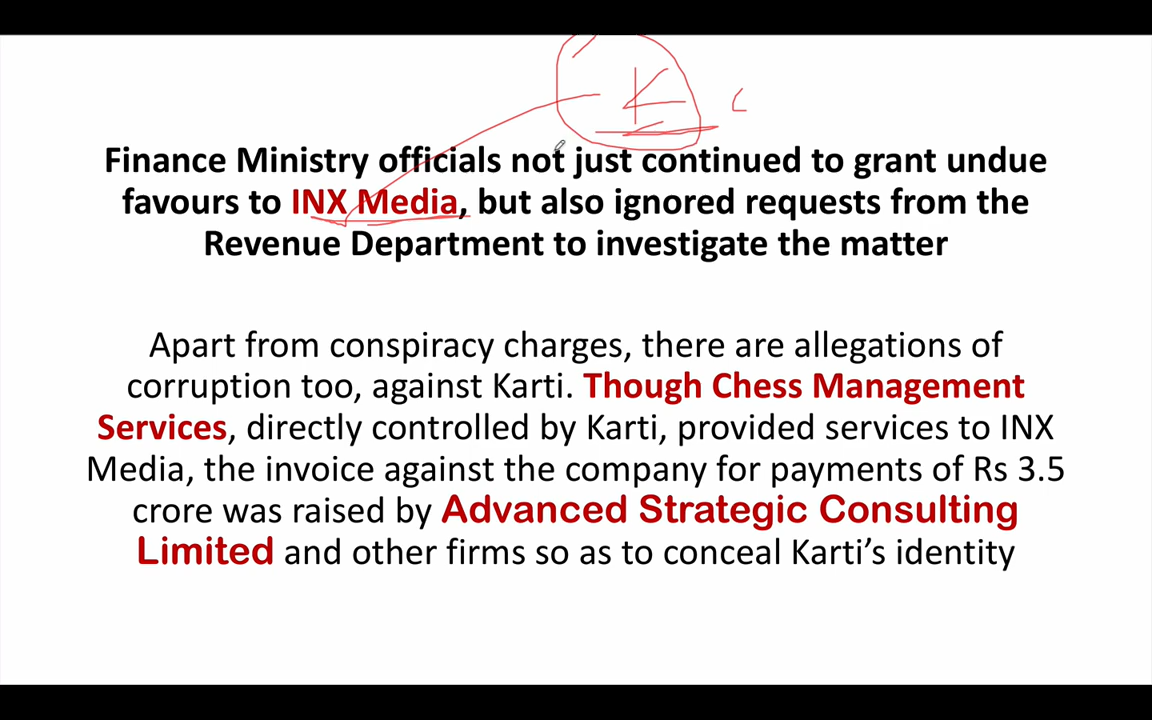 K C
Finance Ministry officials not just continued to grant undue
favours to INX Media, but also ignored requests from the
Revenue Department to investigate the matter
Apart from conspiracy charges, there are allegations of
corruption too, against Karti. Though Chess Management
Services, directly controlled by Karti, provided services to INX
Media, the invoice against the company for payments of Rs 3.5
crore was raised by Advanced Strategic Consulting
Limited and other firms so as to conceal Karti's identity